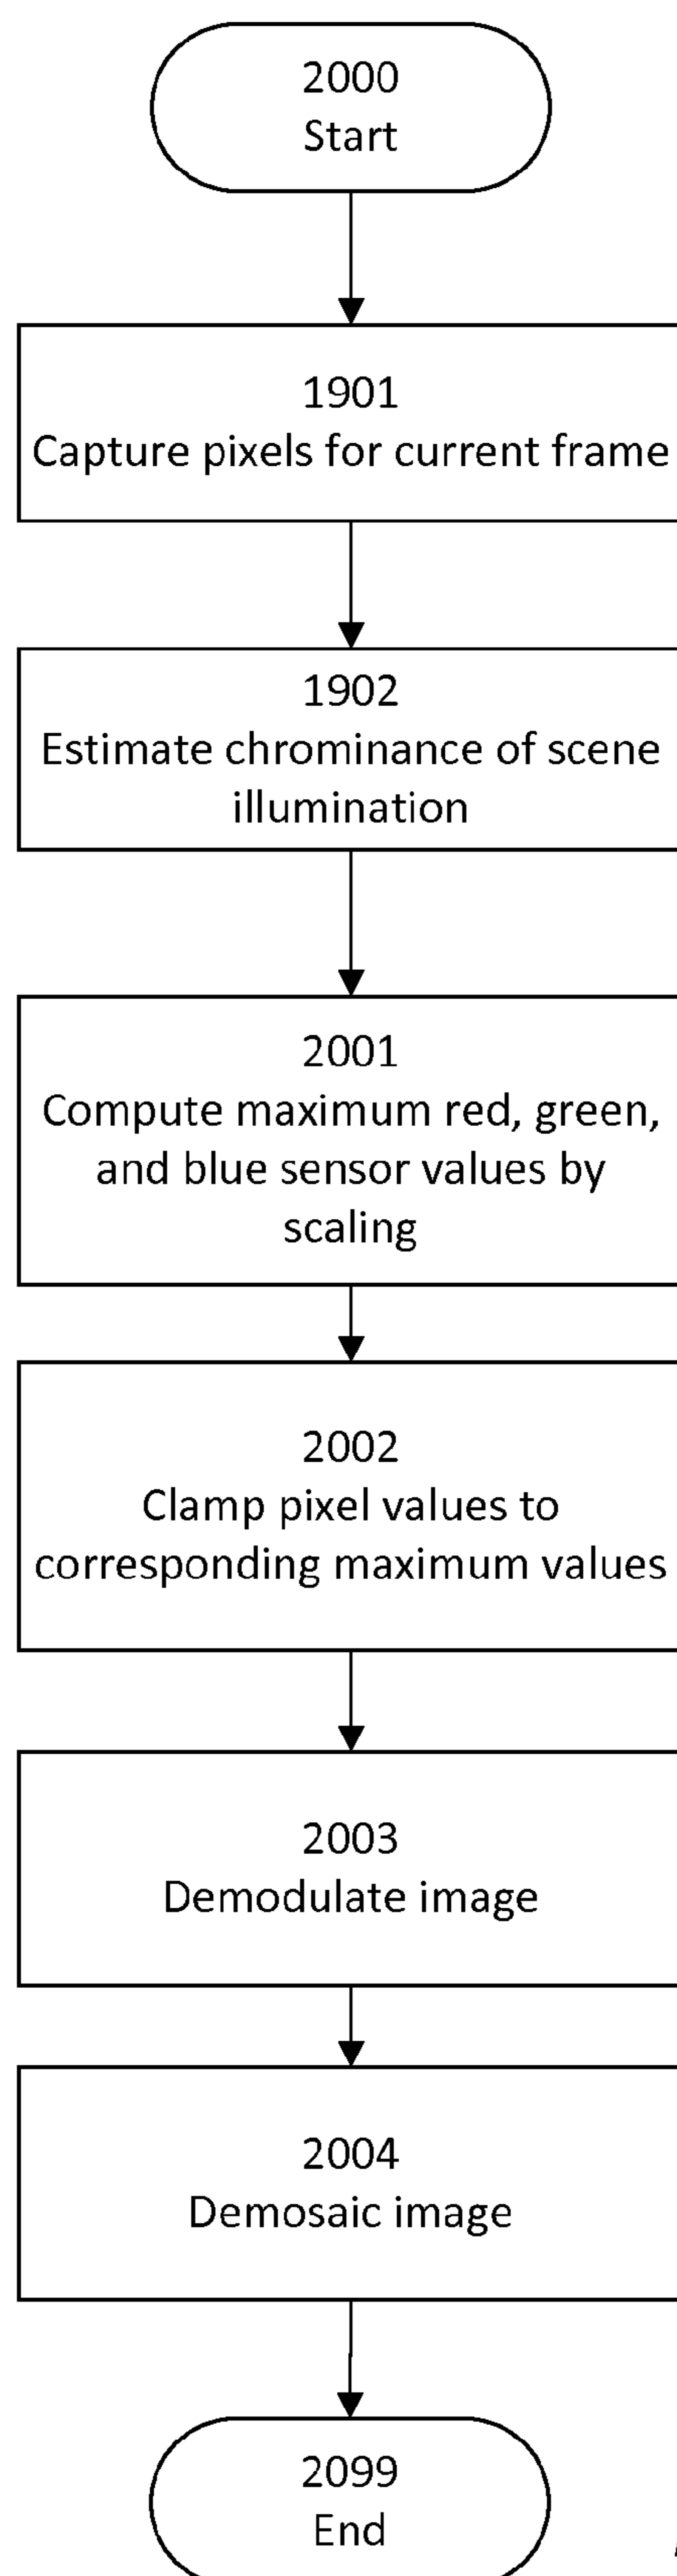 2000
Start
1901
Capture pixels for current frame
1902
Estimate chrominance of scene
illumination
2001
Compute maximum red, green,
and blue sensor values by
scaling
2002
Clamp pixel values to
corresponding maximum values
2003
Demodulate image
2004
Demosaic image
2099
End